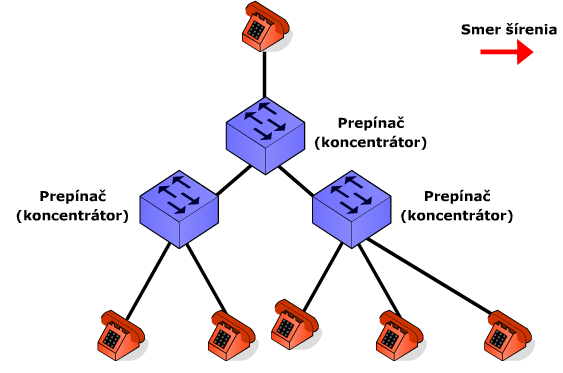 Smer šírenia
Prepínač
(koncentrátor)
Prepínač
(koncentrátor)
Prepínač
(koncentrátor)